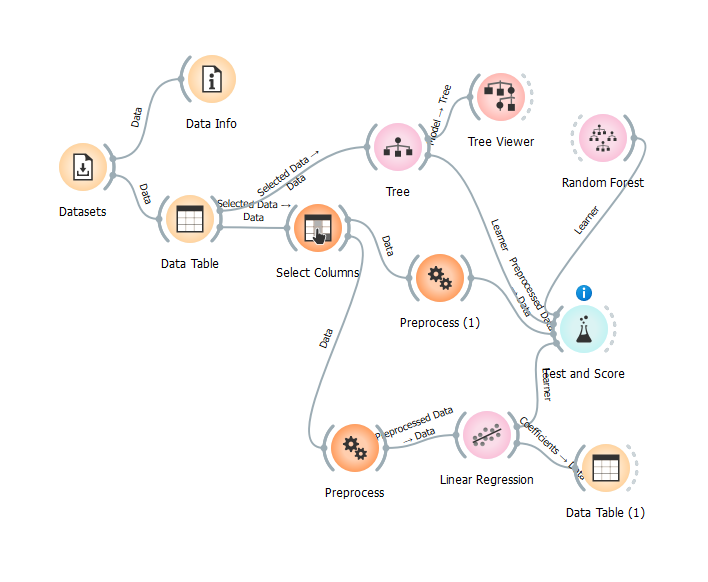 Data
Data Info
Model → Tree
Tree Viewer
Datasets
Data
Selected Data →
Data
Tree
Random Forest
Selected Data →
Data
Data Table
Select Columns
Data
Learner
Learner
Preprocessed Data
→ Data
Preprocess (1)
Data
Test and Score
Learner
Preprocessed Data
→ Data
Preprocess
Linear Regression
Coefficients → Data
Data Table (1)